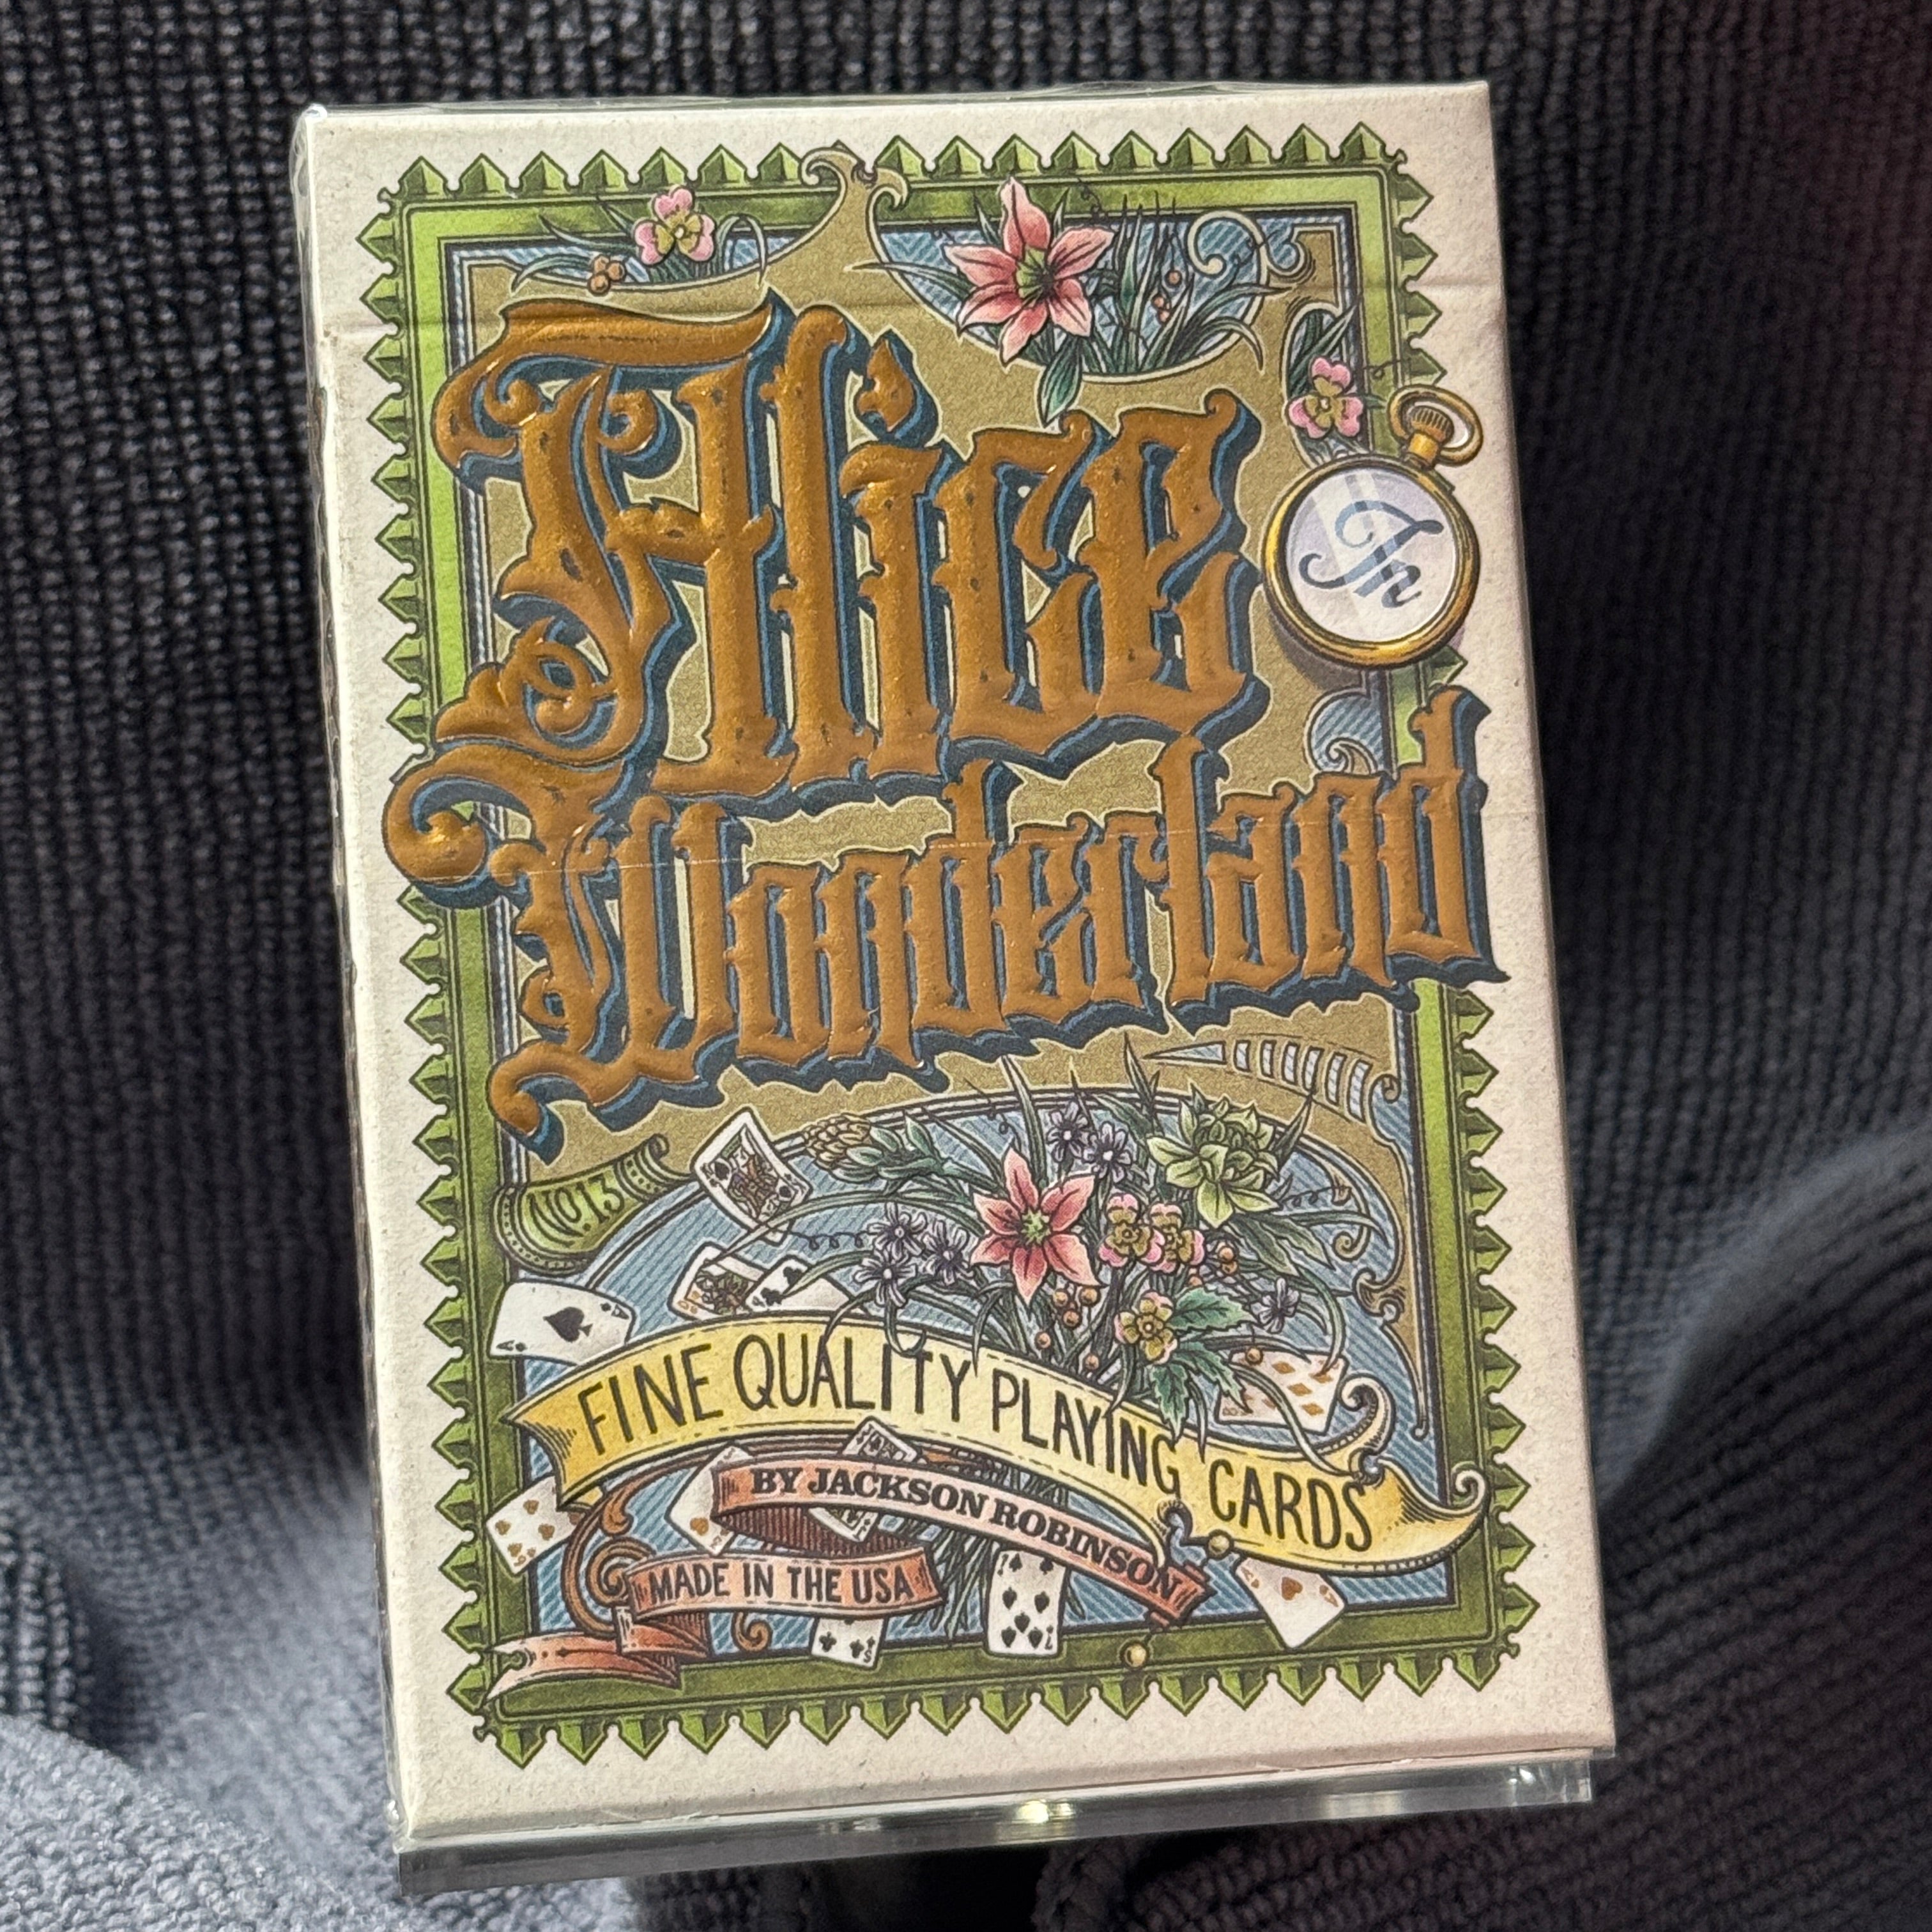 Alice
In
Wonderland
No.13
FINE QUALITY PLAYING CARDS
BY JACKSON ROBINSON
MADE IN THE USA